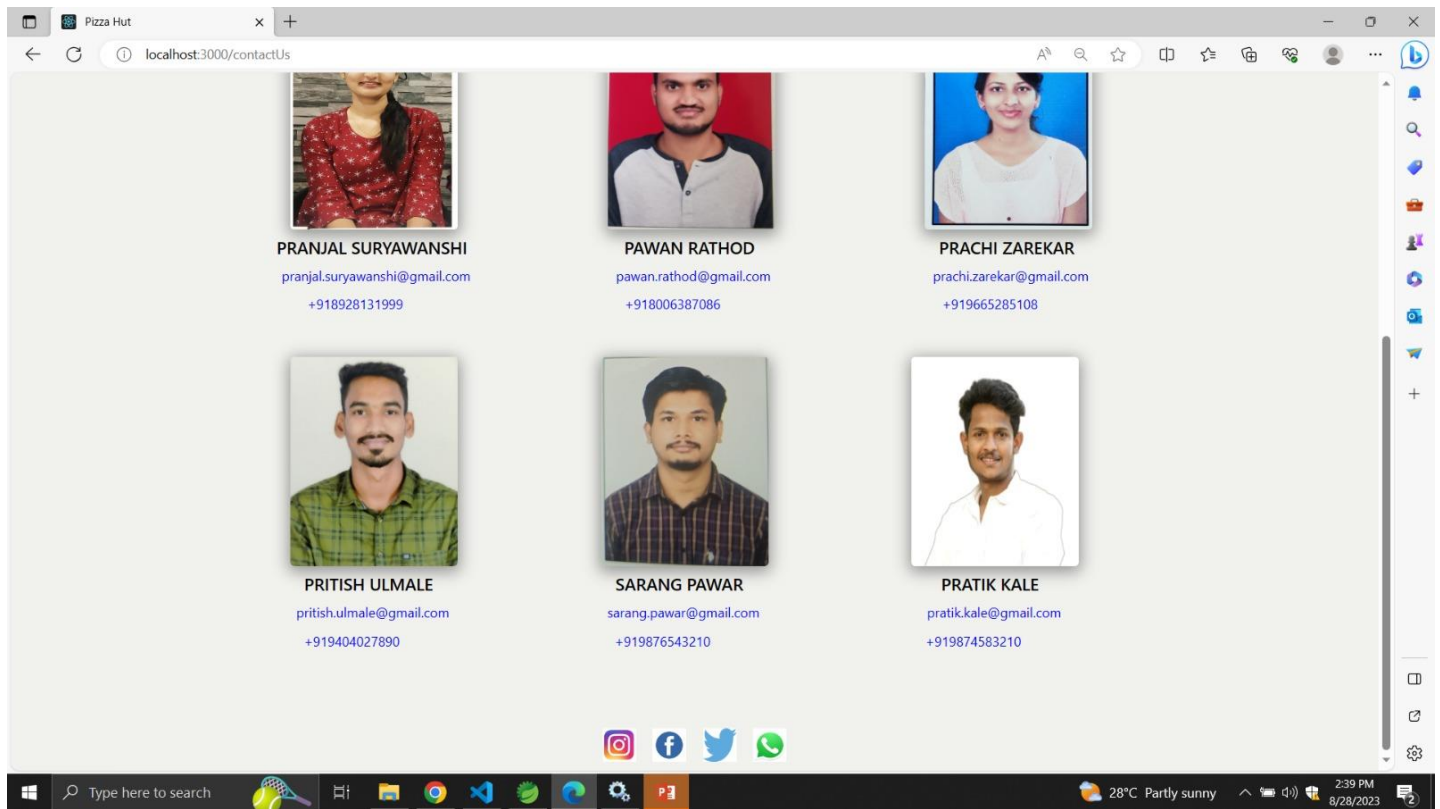 Pizza Hut
localhost:3000/contactUs
PRANJAL SURYAWANSHI
PAWAN RATHOD
PRACHI ZAREKAR
pranjal.suryawanshi@gmail.com
pawan.rathod@gmail.com
prachi.zarekar@gmail.com
+918928131999
+918006387086
+919665285108
PRITISH ULMALE
SARANG PAWAR
PRATIK KALE
pritish.ulmale@gmail.com
sarang.pawar@gmail.com
pratik.kale@gmail.com
+919404027890
+919876543210
+919874583210
Type here to search
28°C Partly sunny
2:39 PM
8/28/2023